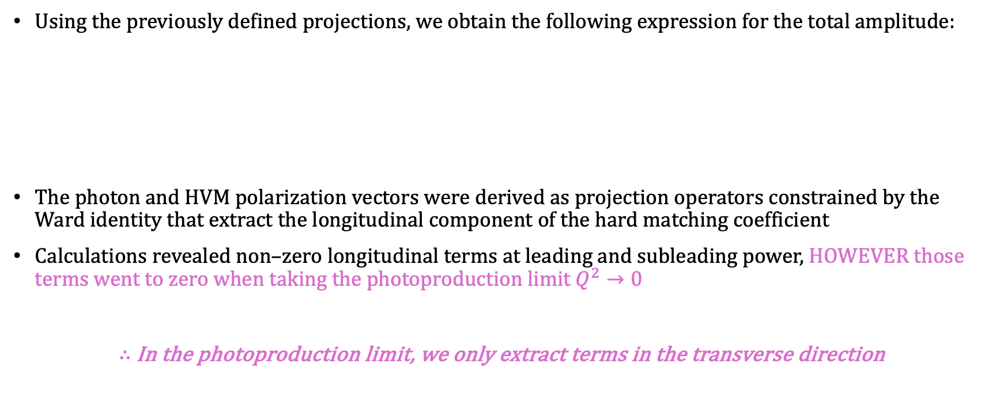 • Using the previously defined projections, we obtain the following expression for the total amplitude:
• The photon and HVM polarization vectors were derived as projection operators constrained by the
Ward identity that extract the longitudinal component of the hard matching coefficient
• Calculations revealed non–zero longitudinal terms at leading and subleading power, HOWEVER those
terms went to zero when taking the photoproduction limit Q² → 0
∴ In the photoproduction limit, we only extract terms in the transverse direction